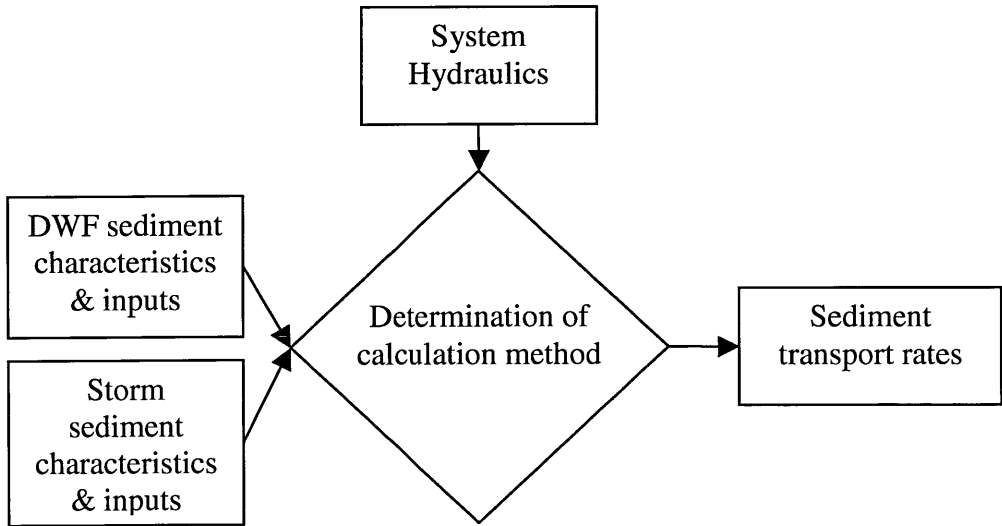 System
Hydraulics
DWF sediment
characteristics
& inputs
Storm
sediment
characteristics
& inputs
Determination of
calculation method
Sediment
transport rates